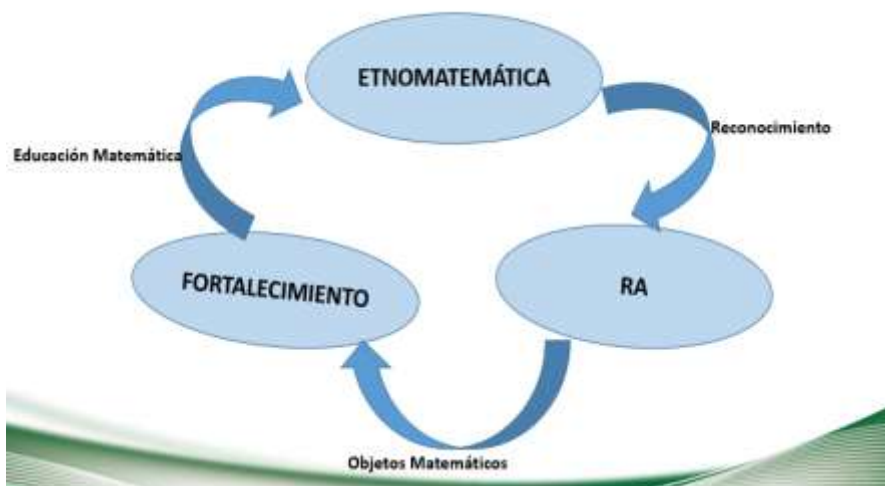 ETNOMATEMÁTICA
Reconocimiento
Educación Matemática
FORTALECIMIENTO
RA
Objetos Matemáticos